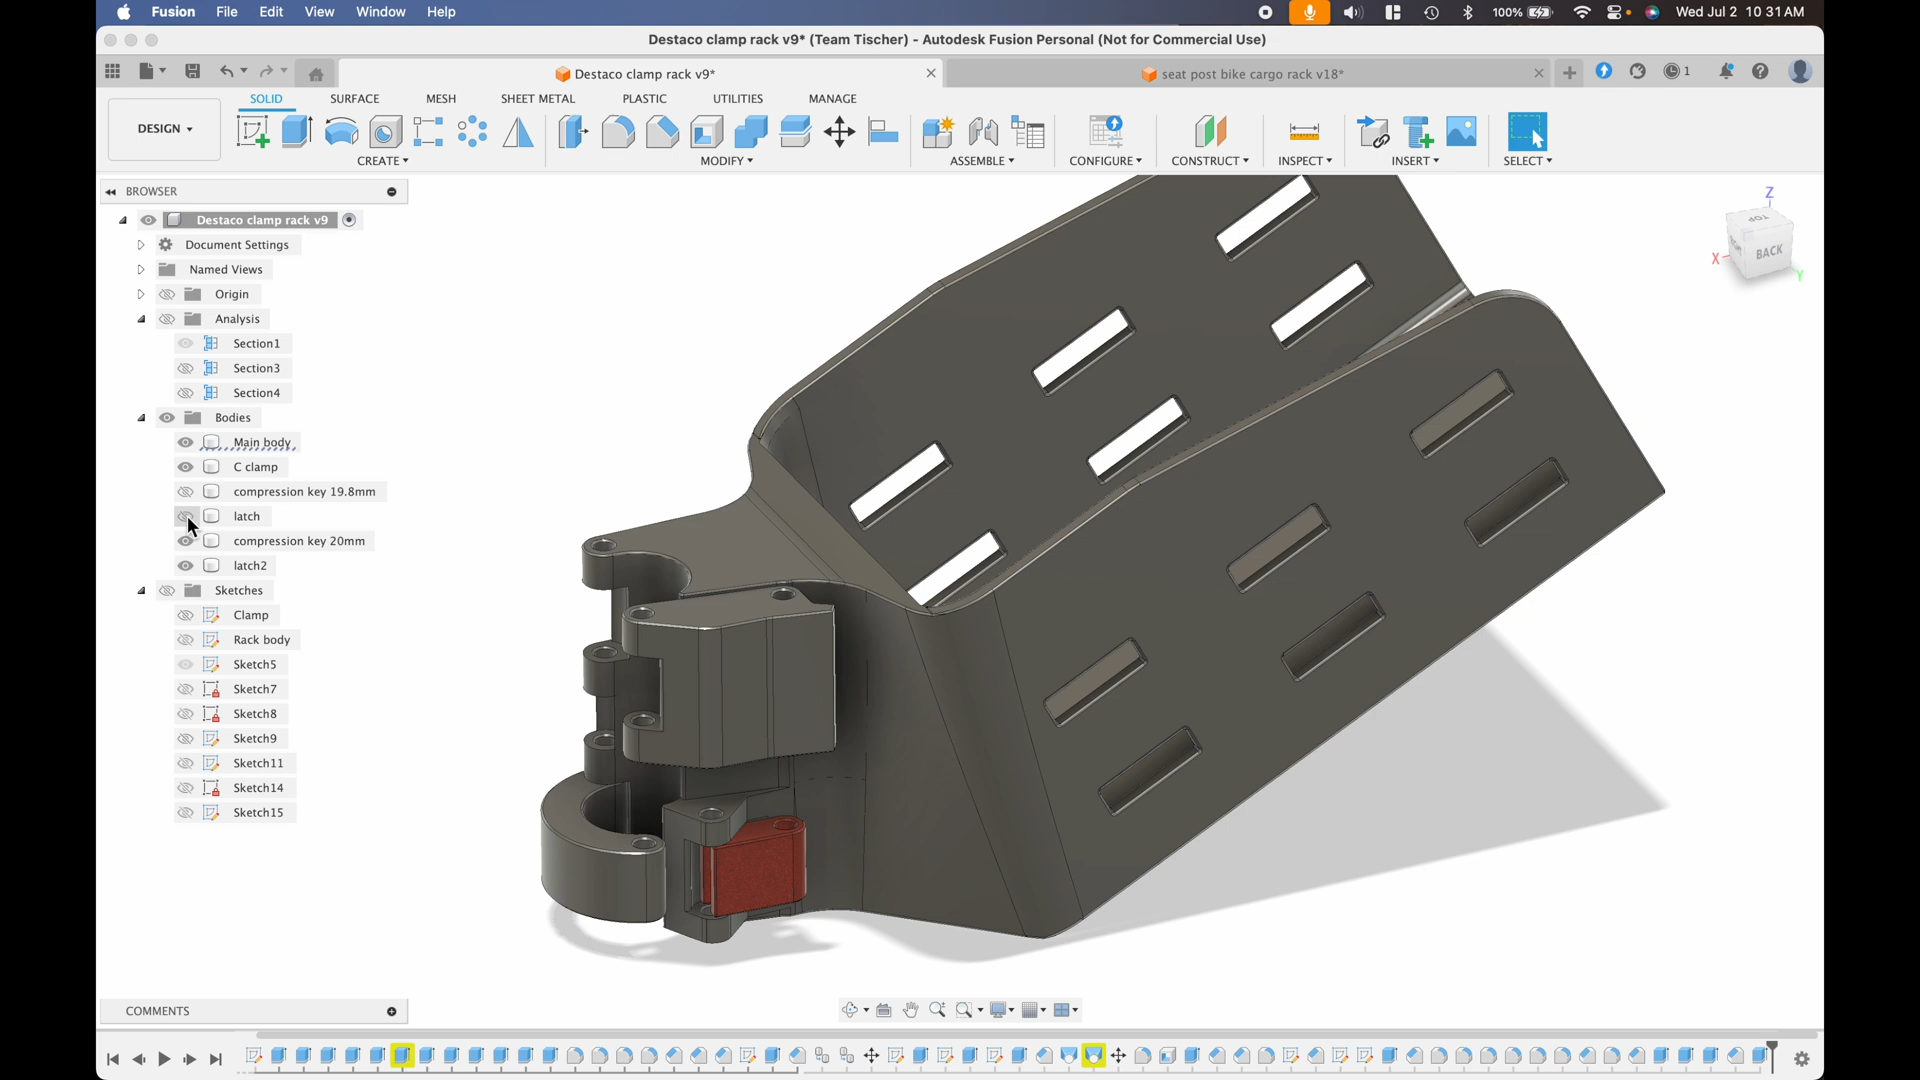 Fusion File Edit View Window Help
100% Wed Jul 2 10 31 AM
Destaco clamp rack v9* (Team Tischer) - Autodesk Fusion Personal (Not for Commercial Use)
Destaco clamp rack v9*
seat post bike cargo rack v18*
1
SOLID SURFACE MESH SHEET METAL PLASTIC UTILITIES MANAGE
DESIGN
CREATE MODIFY ASSEMBLE CONFIGURE CONSTRUCT INSPECT INSERT SELECT
BROWSER
Destaco clamp rack v9
Document Settings
Named Views
Origin
Analysis
Section1
Section3
Section4
Bodies
Main body
C clamp
compression key 19.8mm
latch
compression key 20mm
latch2
Sketches
Clamp
Rack body
Sketch5
Sketch7
Sketch8
Sketch9
Sketch11
Sketch14
Sketch15
Z
TOP
BACK
X
Y
COMMENTS